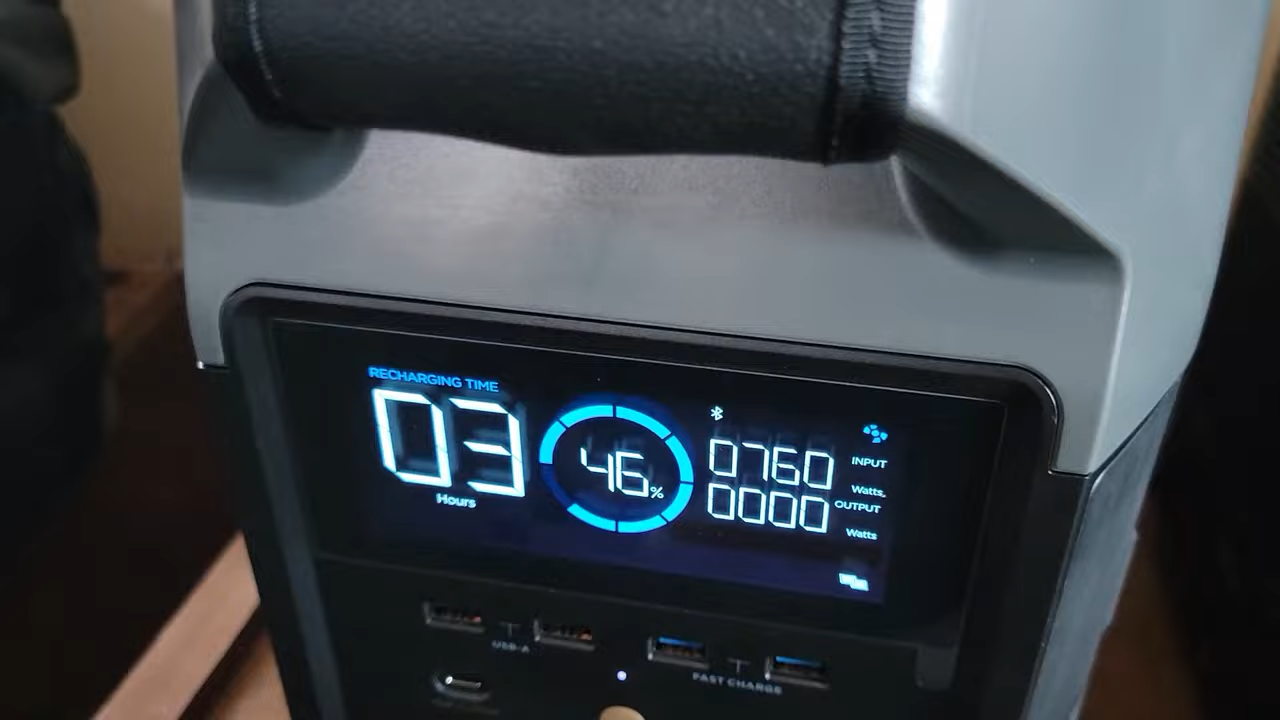 RECHARGING TIME
03
Hours
46%
0760
INPUT
Watts
0000
OUTPUT
Watts
USB-A
FAST CHARGE